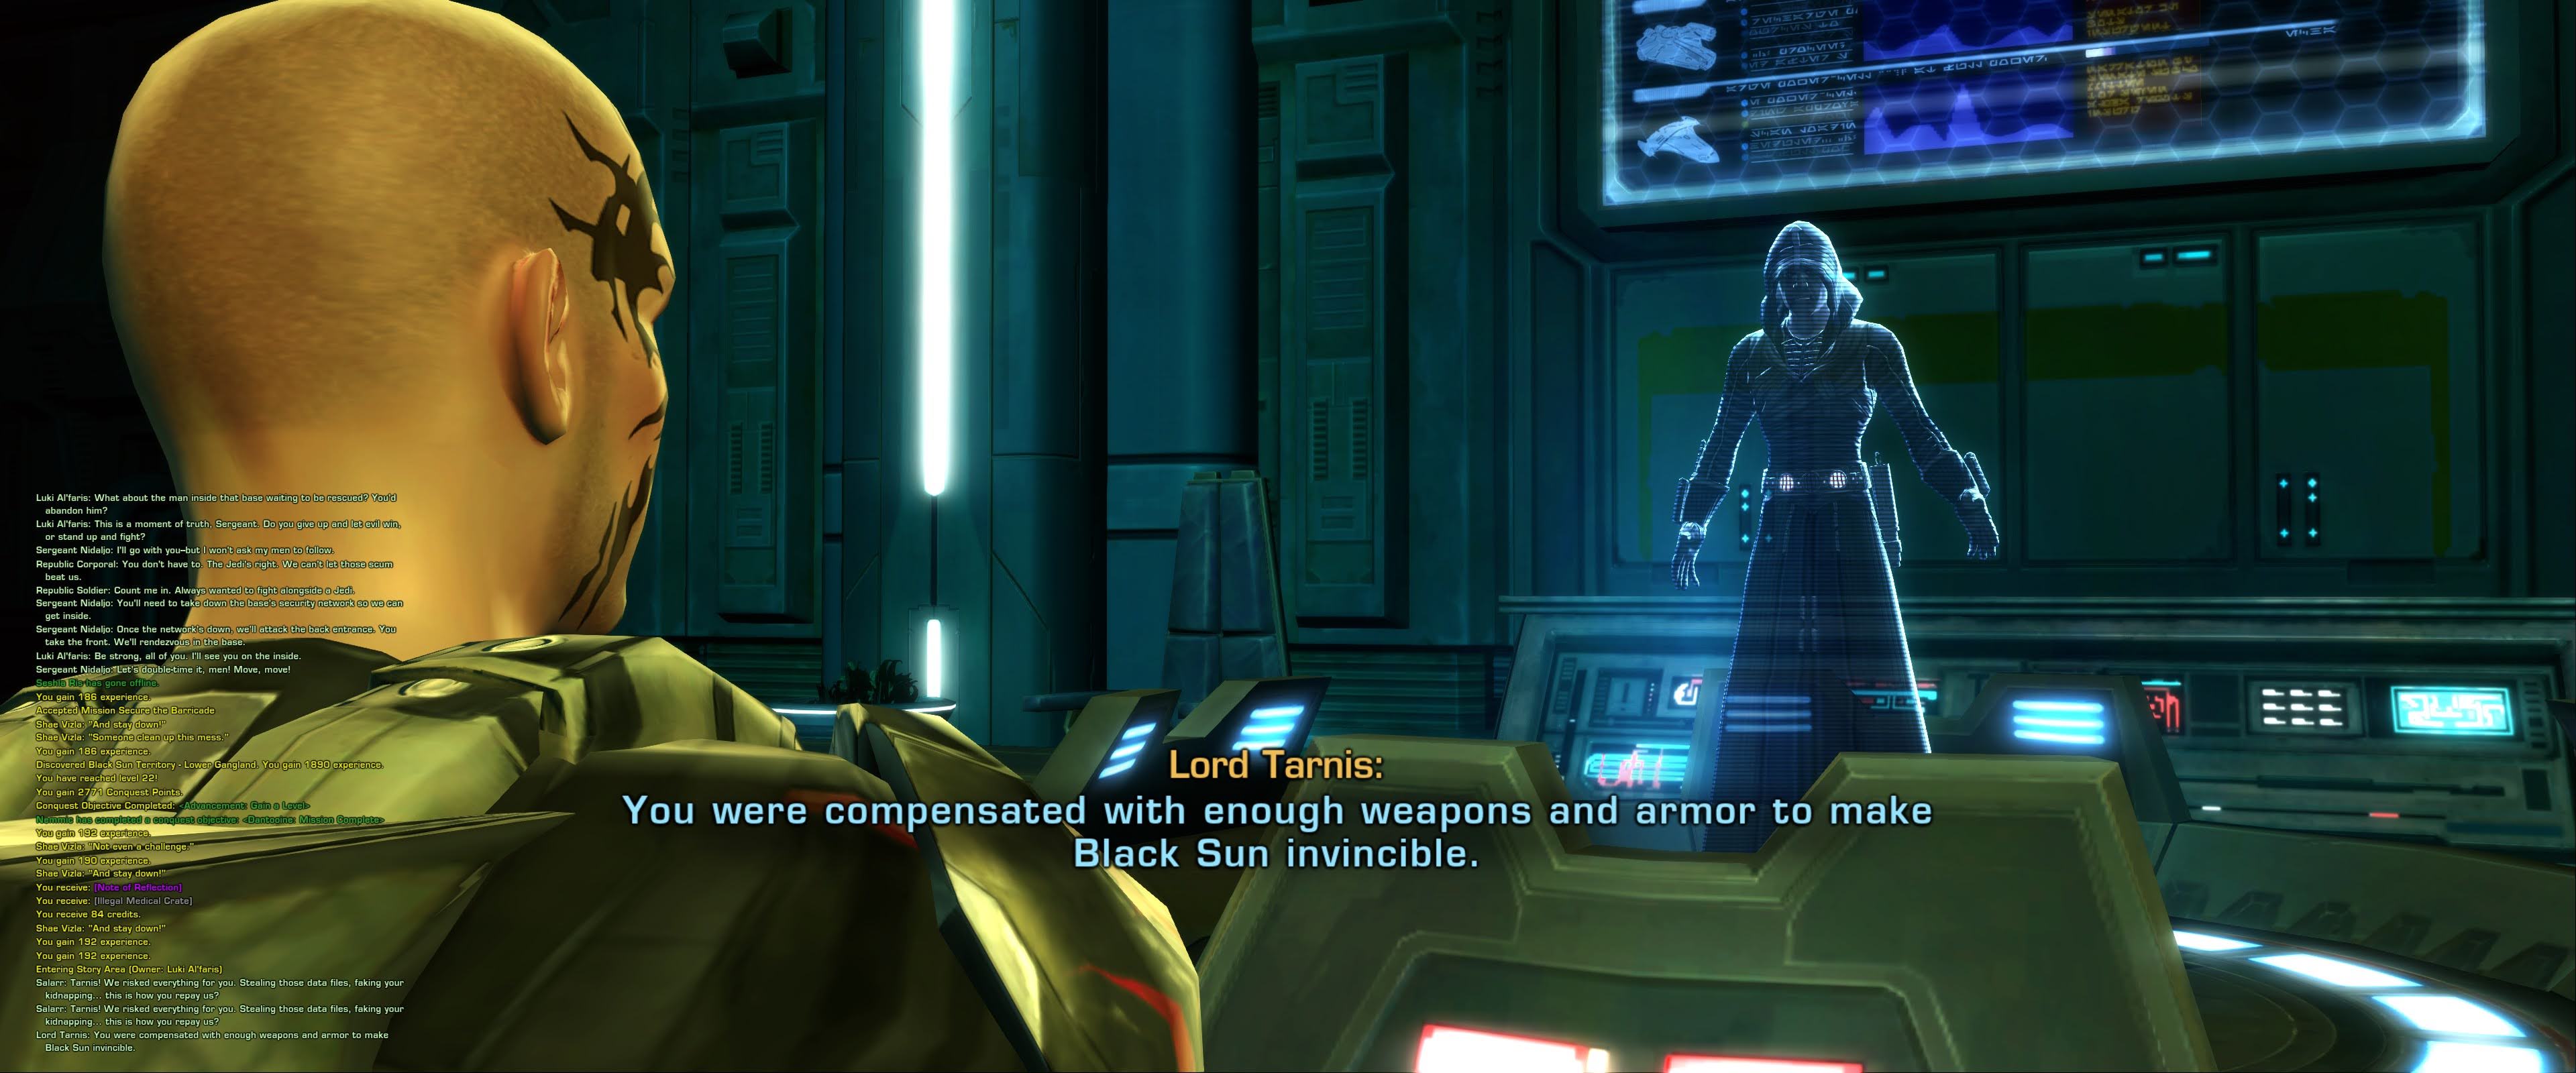 Luki Al'faris: What about the man inside that base waiting to be rescued? You'd
abandon him?
Luki Al'faris: This is a moment of truth, Sergeant. Do you give up and let evil win,
or stand up and fight?
Sergeant Nidaljo: I'll go with you–but I won't ask my men to follow.
Republic Corporal: You don't have to. The Jedi's right. We can't let those scum
beat us.
Republic Soldier: Count me in. Always wanted to fight alongside a Jedi.
Sergeant Nidaljo: You'll need to take down the base's security network so we can
get inside.
Sergeant Nidaljo: Once the network's down, we'll attack the back entrance. You
take the front. We'll rendezvous in the base.
Luki Al'faris: Be strong, all of you. I'll see you on the inside.
Sergeant Nidaljo: Let's double-time it, men! Move, move!
has gone offline.
You gain 186 experience.
Accepted Mission Secure the Barricade
Shae Vizla: "And stay down!"
Shae Vizla: "Someone clean up this mess."
You gain 186 experience.
Discovered Black Sun Territory - Lower Gangland. You gain 1890 experience.
You have reached level 22!
You gain 2771 Conquest Points.
Conquest Objective Completed: <Advancement: Gain a Level>
has completed a conquest objective: <Dantooine: Mission Complete>
You gain 192 experience.
Shae Vizla: "Not even a challenge."
You gain 190 experience.
Shae Vizla: "And stay down!"
You receive: [Note of Reflection]
You receive: [Illegal Medical Crate]
You receive 84 credits.
Shae Vizla: "And stay down!"
You gain 192 experience.
You gain 192 experience.
Entering Story Area (Owner: Luki Al'faris)
Salarr: Tarnis! We risked everything for you. Stealing those data files, faking your
kidnapping... this is how you repay us?
Salarr: Tarnis! We risked everything for you. Stealing those data files, faking your
kidnapping... this is how you repay us?
Lord Tarnis: You were compensated with enough weapons and armor to make
Black Sun invincible.
Lord Tarnis:
You were compensated with enough weapons and armor to make
Black Sun invincible.